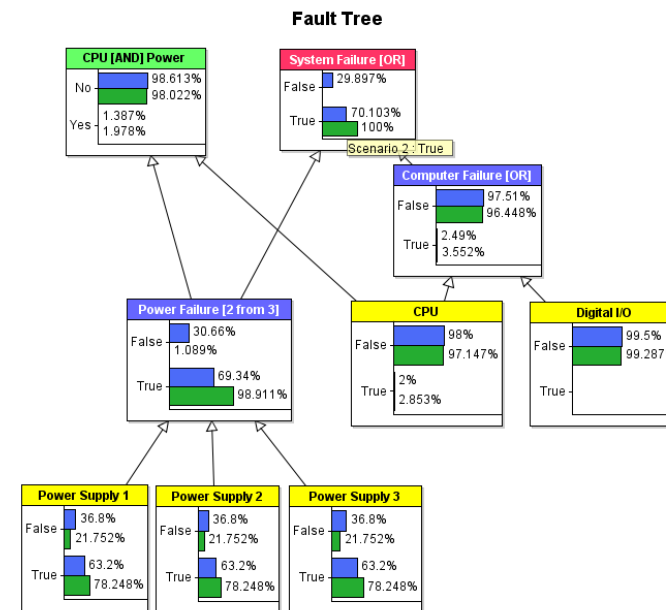 Fault Tree
CPU [AND] Power
No
98.613%
98.022%
Yes
1.387%
1.978%
System Failure [OR]
False
29.897%
True
70.103%
100%
Scenario 2 : True
Computer Failure [OR]
False
97.51%
96.448%
True
2.49%
3.552%
Power Failure [2 from 3]
False
30.66%
1.089%
True
69.34%
98.911%
CPU
False
98%
97.147%
True
2%
2.853%
Digital I/O
False
99.5%
99.287
True
Power Supply 1
False
36.8%
21.752%
True
63.2%
78.248%
Power Supply 2
False
36.8%
21.752%
True
63.2%
78.248%
Power Supply 3
False
36.8%
21.752%
True
63.2%
78.248%